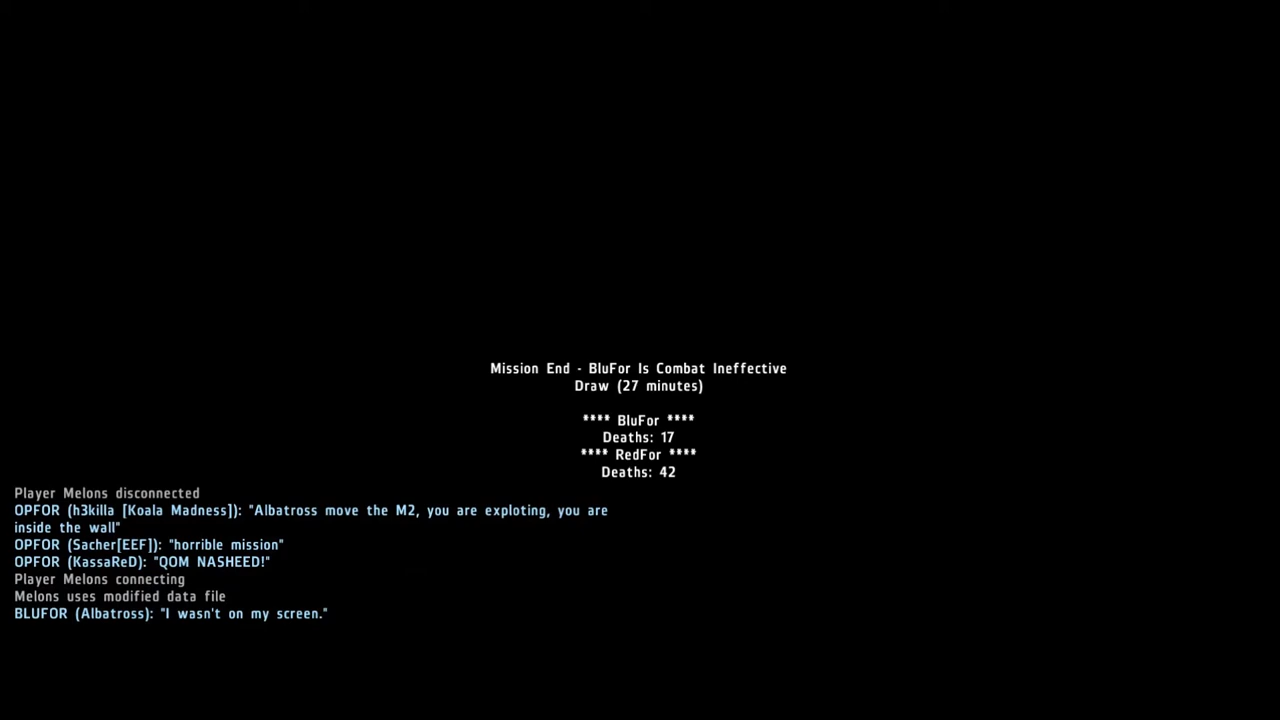 Mission End - BluFor Is Combat Ineffective
Draw (27 minutes)
**** BluFor ****
Deaths: 17
**** RedFor ****
Deaths: 42
Player Melons disconnected
OPFOR (h3killa [Koala Madness]): "Albatross move the M2, you are exploting, you are
inside the wall"
OPFOR (Sacher[EEF]): "horrible mission"
OPFOR (KassaReD): "QOM NASHEED!"
Player Melons connecting
Melons uses modified data file
BLUFOR (Albatross): "I wasn't on my screen."